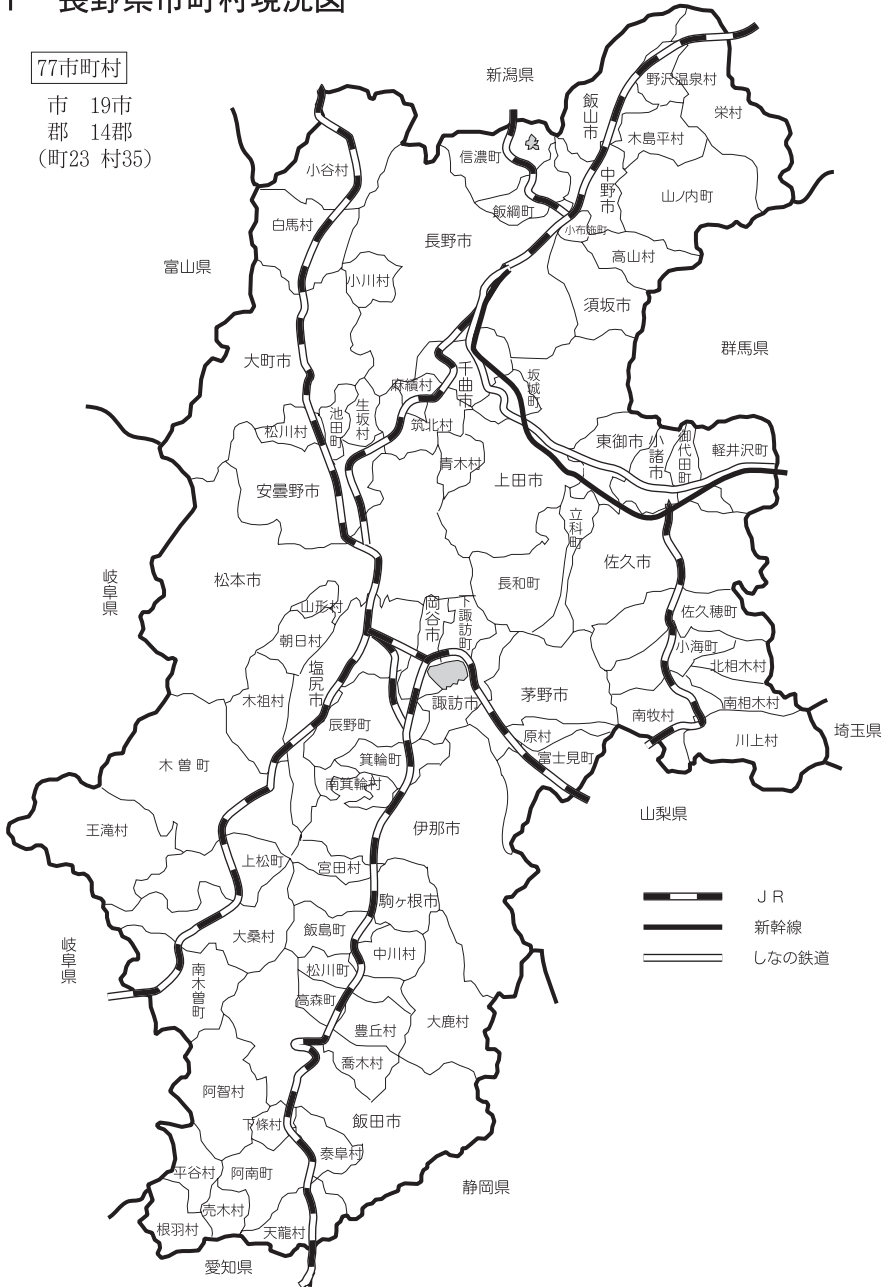 長野県市町村境況図
77市町村
市 19市
郡 14郡
(町23 村35)
新潟県
野沢温泉村
栄村
飯山市
木島平村
信濃町
小谷村
中野市
山ノ内町
飯綱町
白馬村
小布施町
長野市
高山村
富山県
小川村
須坂市
群馬県
大町市
千曲市
坂城町
麻績村
生坂村
池田町
筑北村
松川村
東御市
小諸市
御代田町
軽井沢町
青木村
上田市
安曇野市
立科町
佐久市
岐阜県
松本市
長和町
山形村
岡谷市
下諏訪町
佐久穂町
朝日村
小海町
北相木村
塩尻市
木祖村
諏訪市
茅野市
南牧村
南相木村
辰野町
原村
川上村
埼玉県
木曽町
箕輪町
富士見町
南箕輪村
山梨県
王滝村
伊那市
上松町
宮田村
駒ヶ根市
JR
新幹線
しなの鉄道
大桑村
飯島町
岐阜県
中川村
南木曽町
松川町
高森町
大鹿村
豊丘村
喬木村
阿智村
飯田市
下條村
泰阜村
平谷村
阿南町
静岡県
売木村
根羽村
天龍村
愛知県